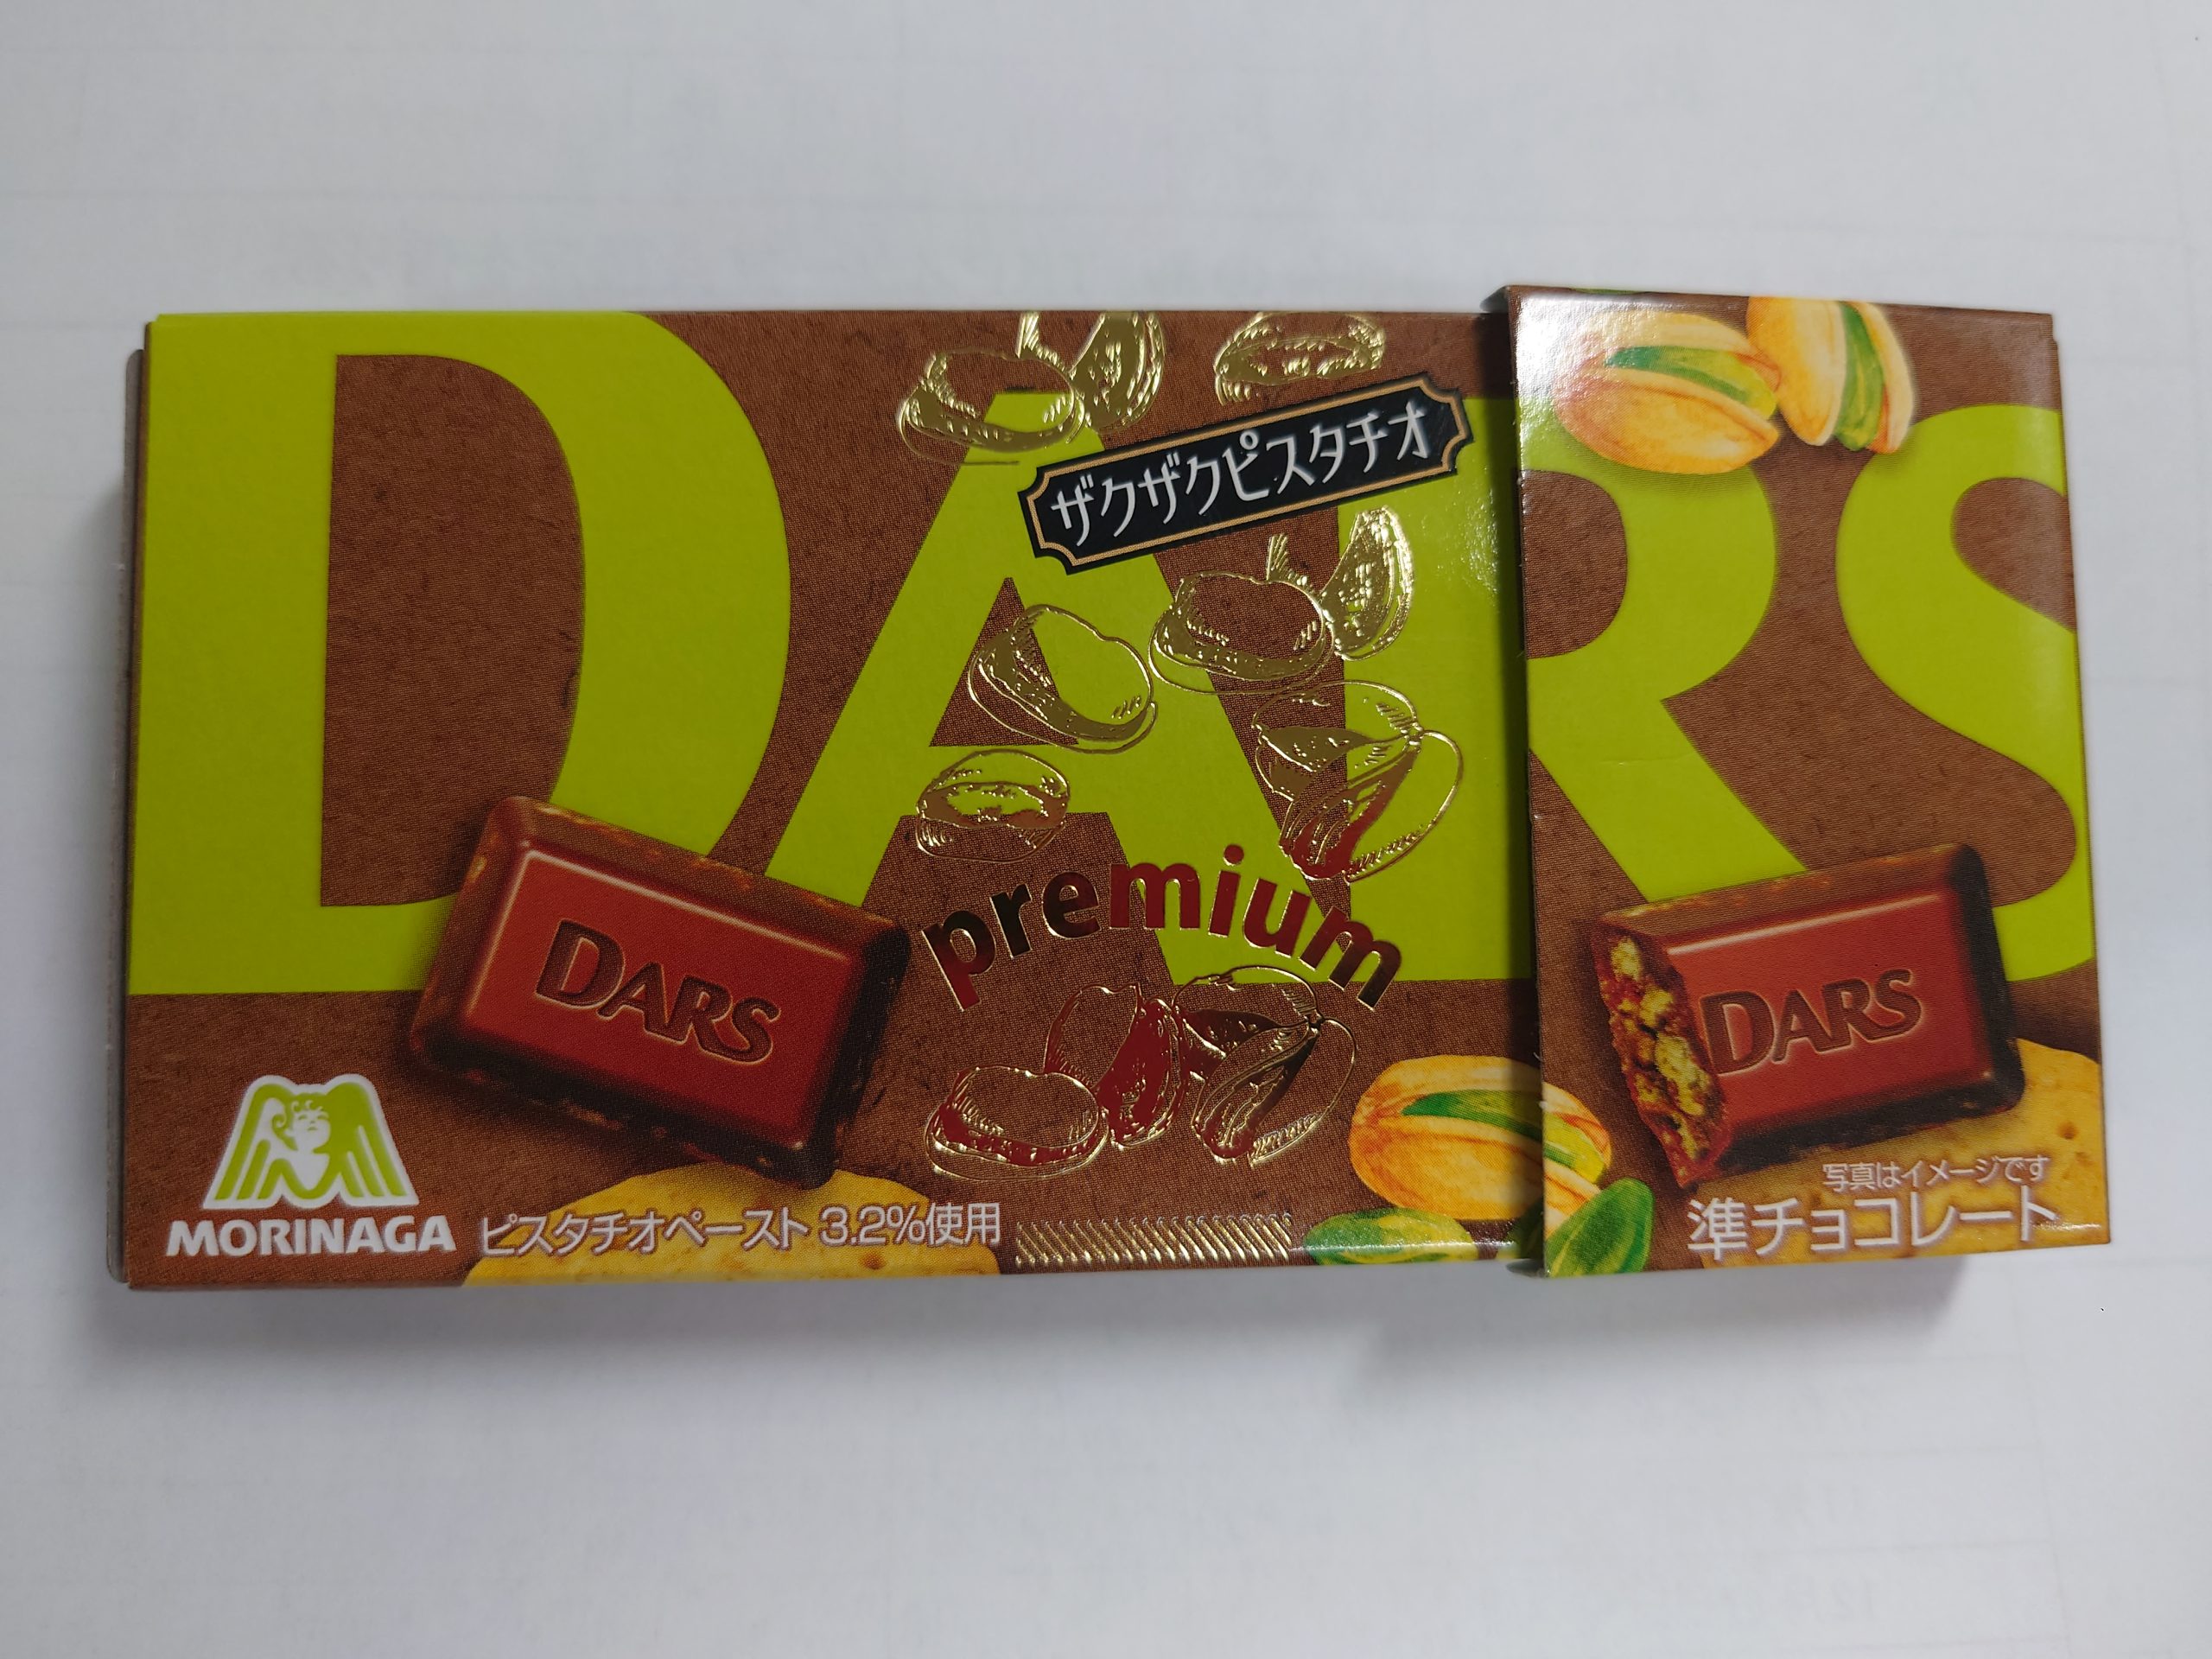 DARS
ザクザクピスタチオ
premium
DARS
DARS
MORINAGA
ピスタチオペースト 3.2%使用
写真はイメージです
準チョコレート